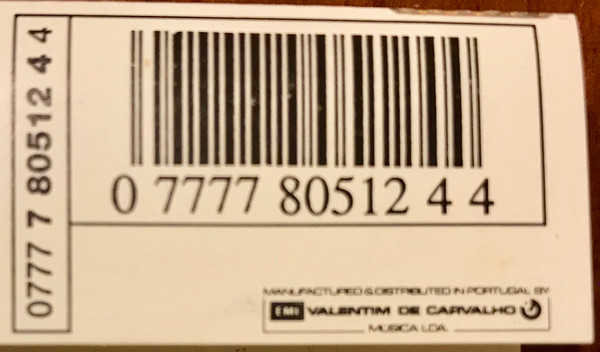 0777 7 80512 4 4
0 7777 80512 4 4
MANUFACTURED & DISTRIBUTED IN PORTUGAL BY
EMI VALENTIM DE CARVALHO
MUSICA LDA.